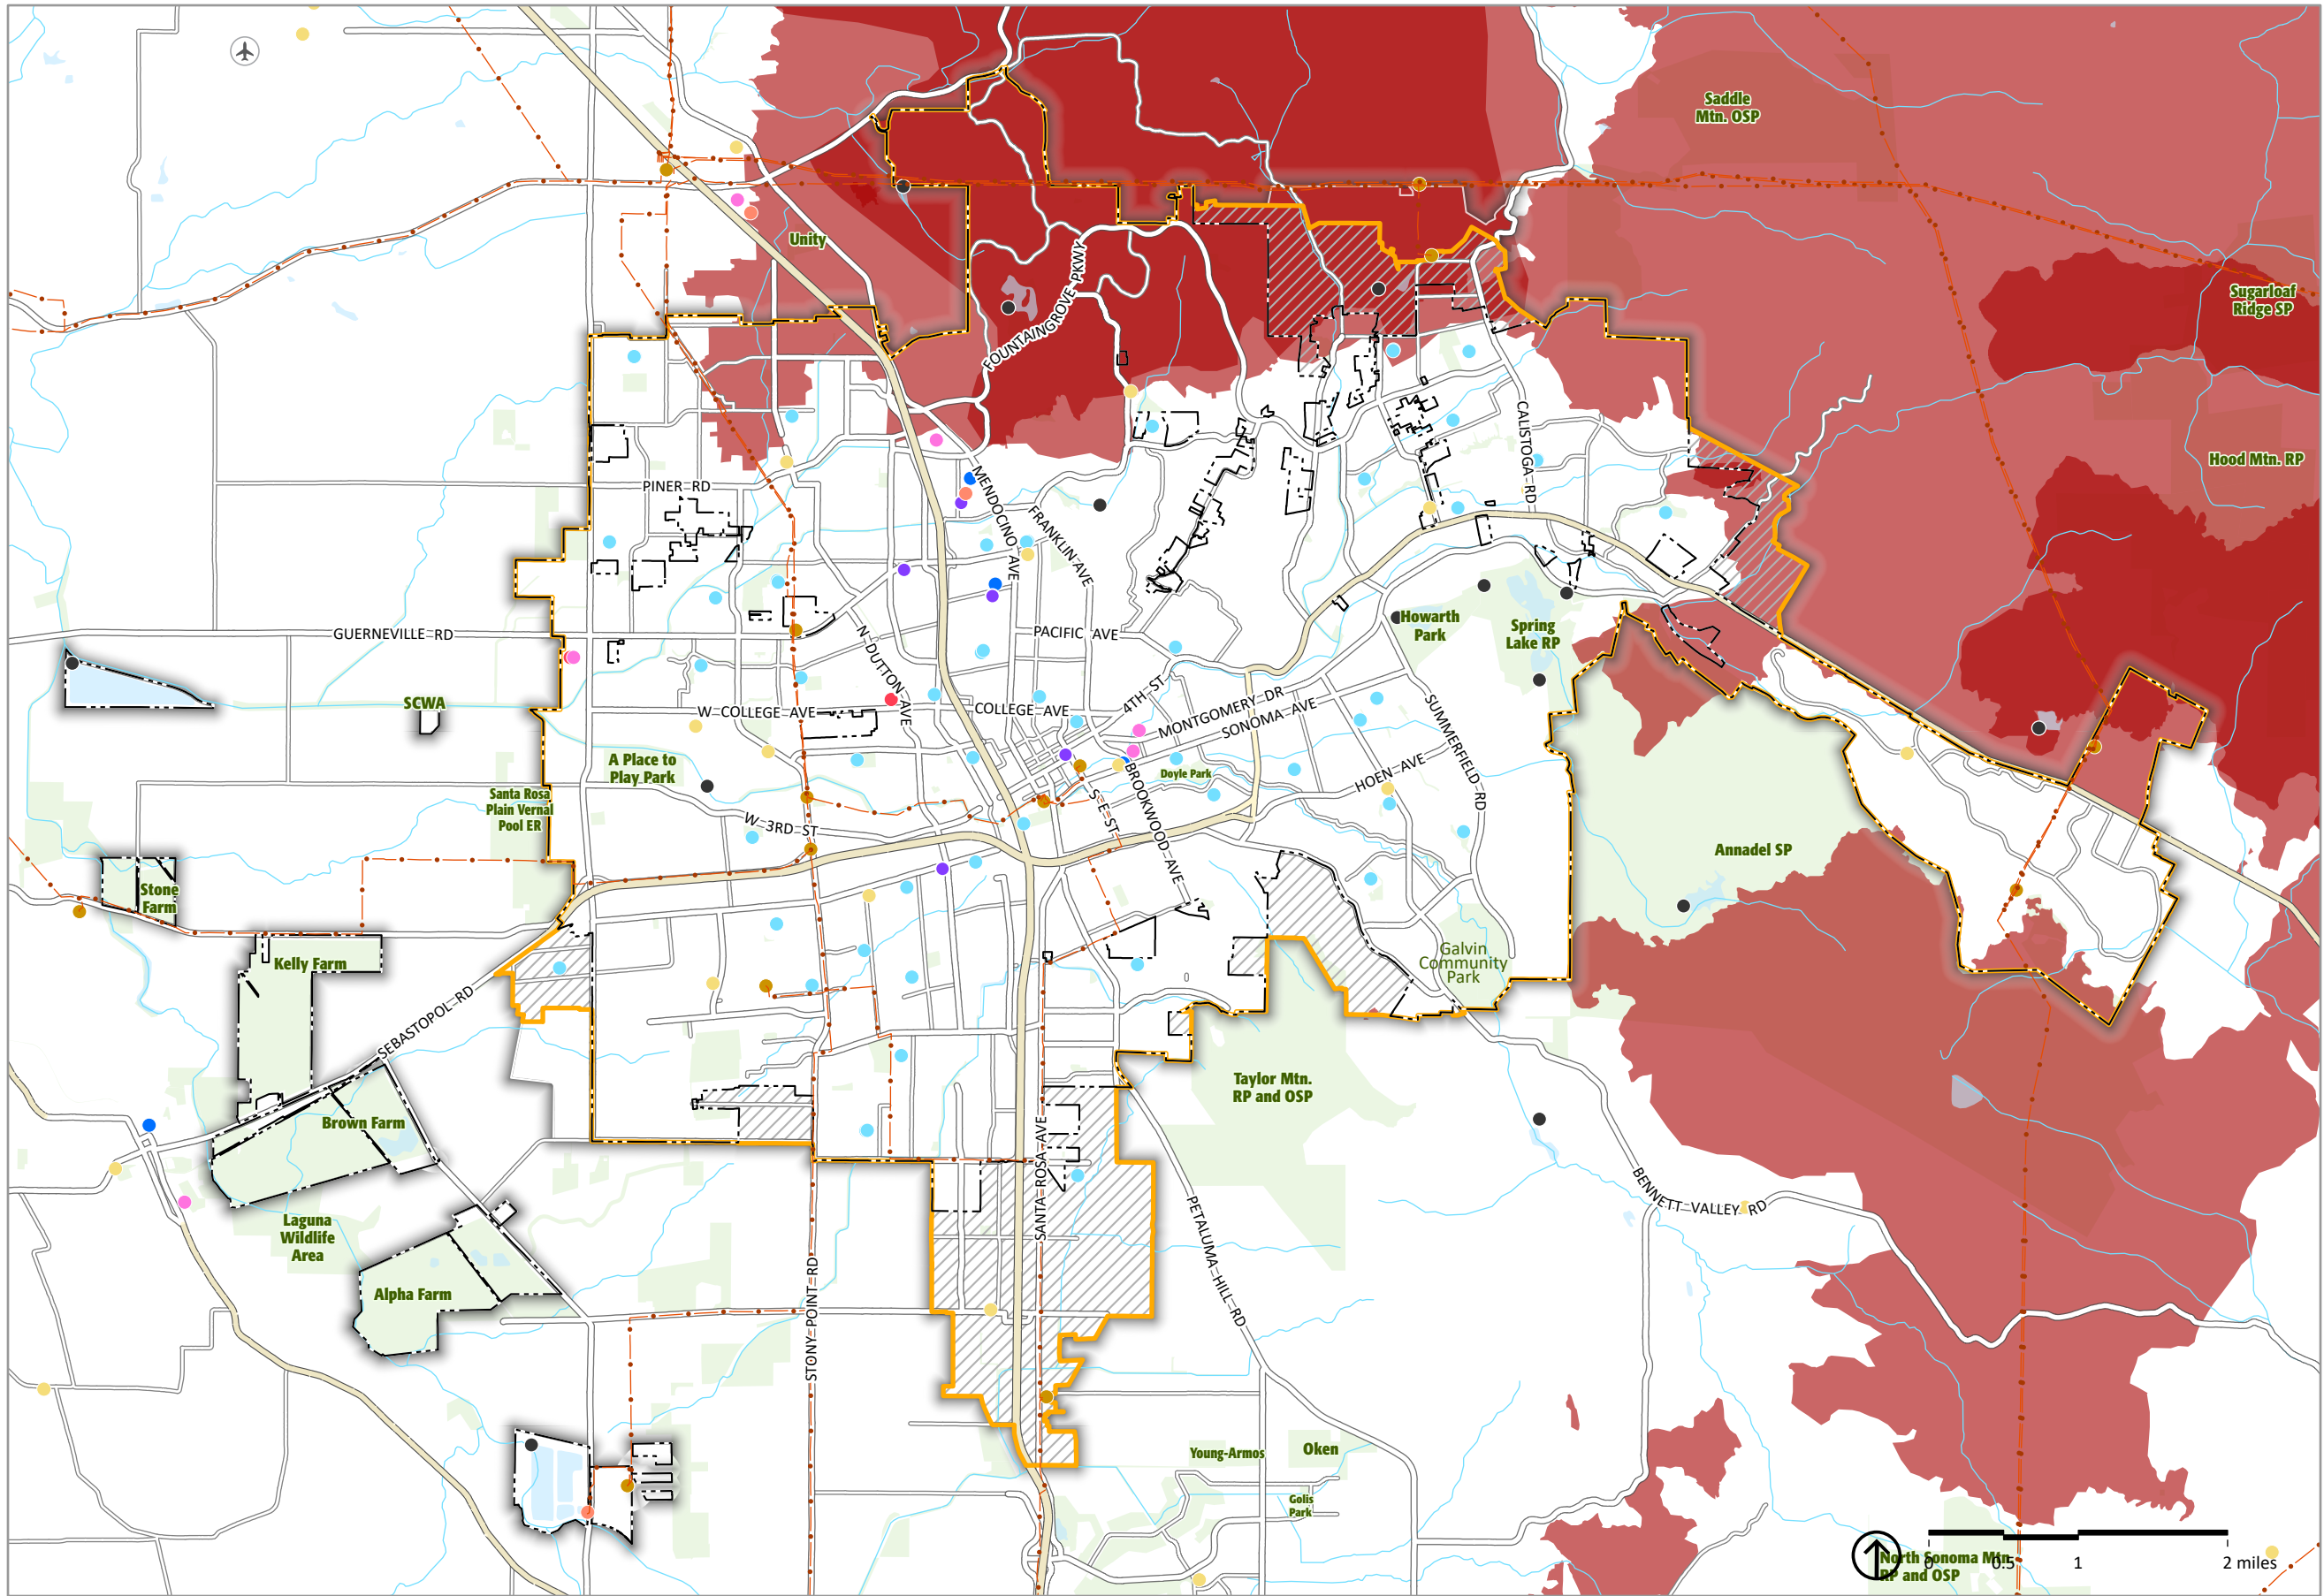 Saddle
Mtn. OSP
Unity
Sugarloaf
Ridge SP
FOUNTAINGROVE PKWY
CALISTOGA RD
Hood Mtn. RP
PINER RD
MENDOCINO AVE
FRANKLIN AVE
GUERNEVILLE RD
N DUTTON AVE
PACIFIC AVE
Howarth
Park
Spring
Lake RP
SCWA
W COLLEGE AVE
COLLEGE AVE
4TH ST
MONTGOMERY DR
SONOMA AVE
SUMMERFIELD RD
A Place to
Play Park
Doyle Park
HOEN AVE
Santa Rosa
Plain Vernal
Pool ER
W 3RD ST
S E ST
BROOKWOOD AVE
Annadel SP
Stone
Farm
Galvin
Community
Park
Kelly Farm
SEBASTOPOL RD
Taylor Mtn.
RP and OSP
Brown Farm
SANTA ROSA AVE
BENNETT VALLEY RD
Laguna
Wildlife
Area
PETALUMA HILL RD
Alpha Farm
STONY POINT RD
Young-Armos
Oken
Golis
Park
North Sonoma Mtn.
RP and OSP
0 0.5 1 2 miles